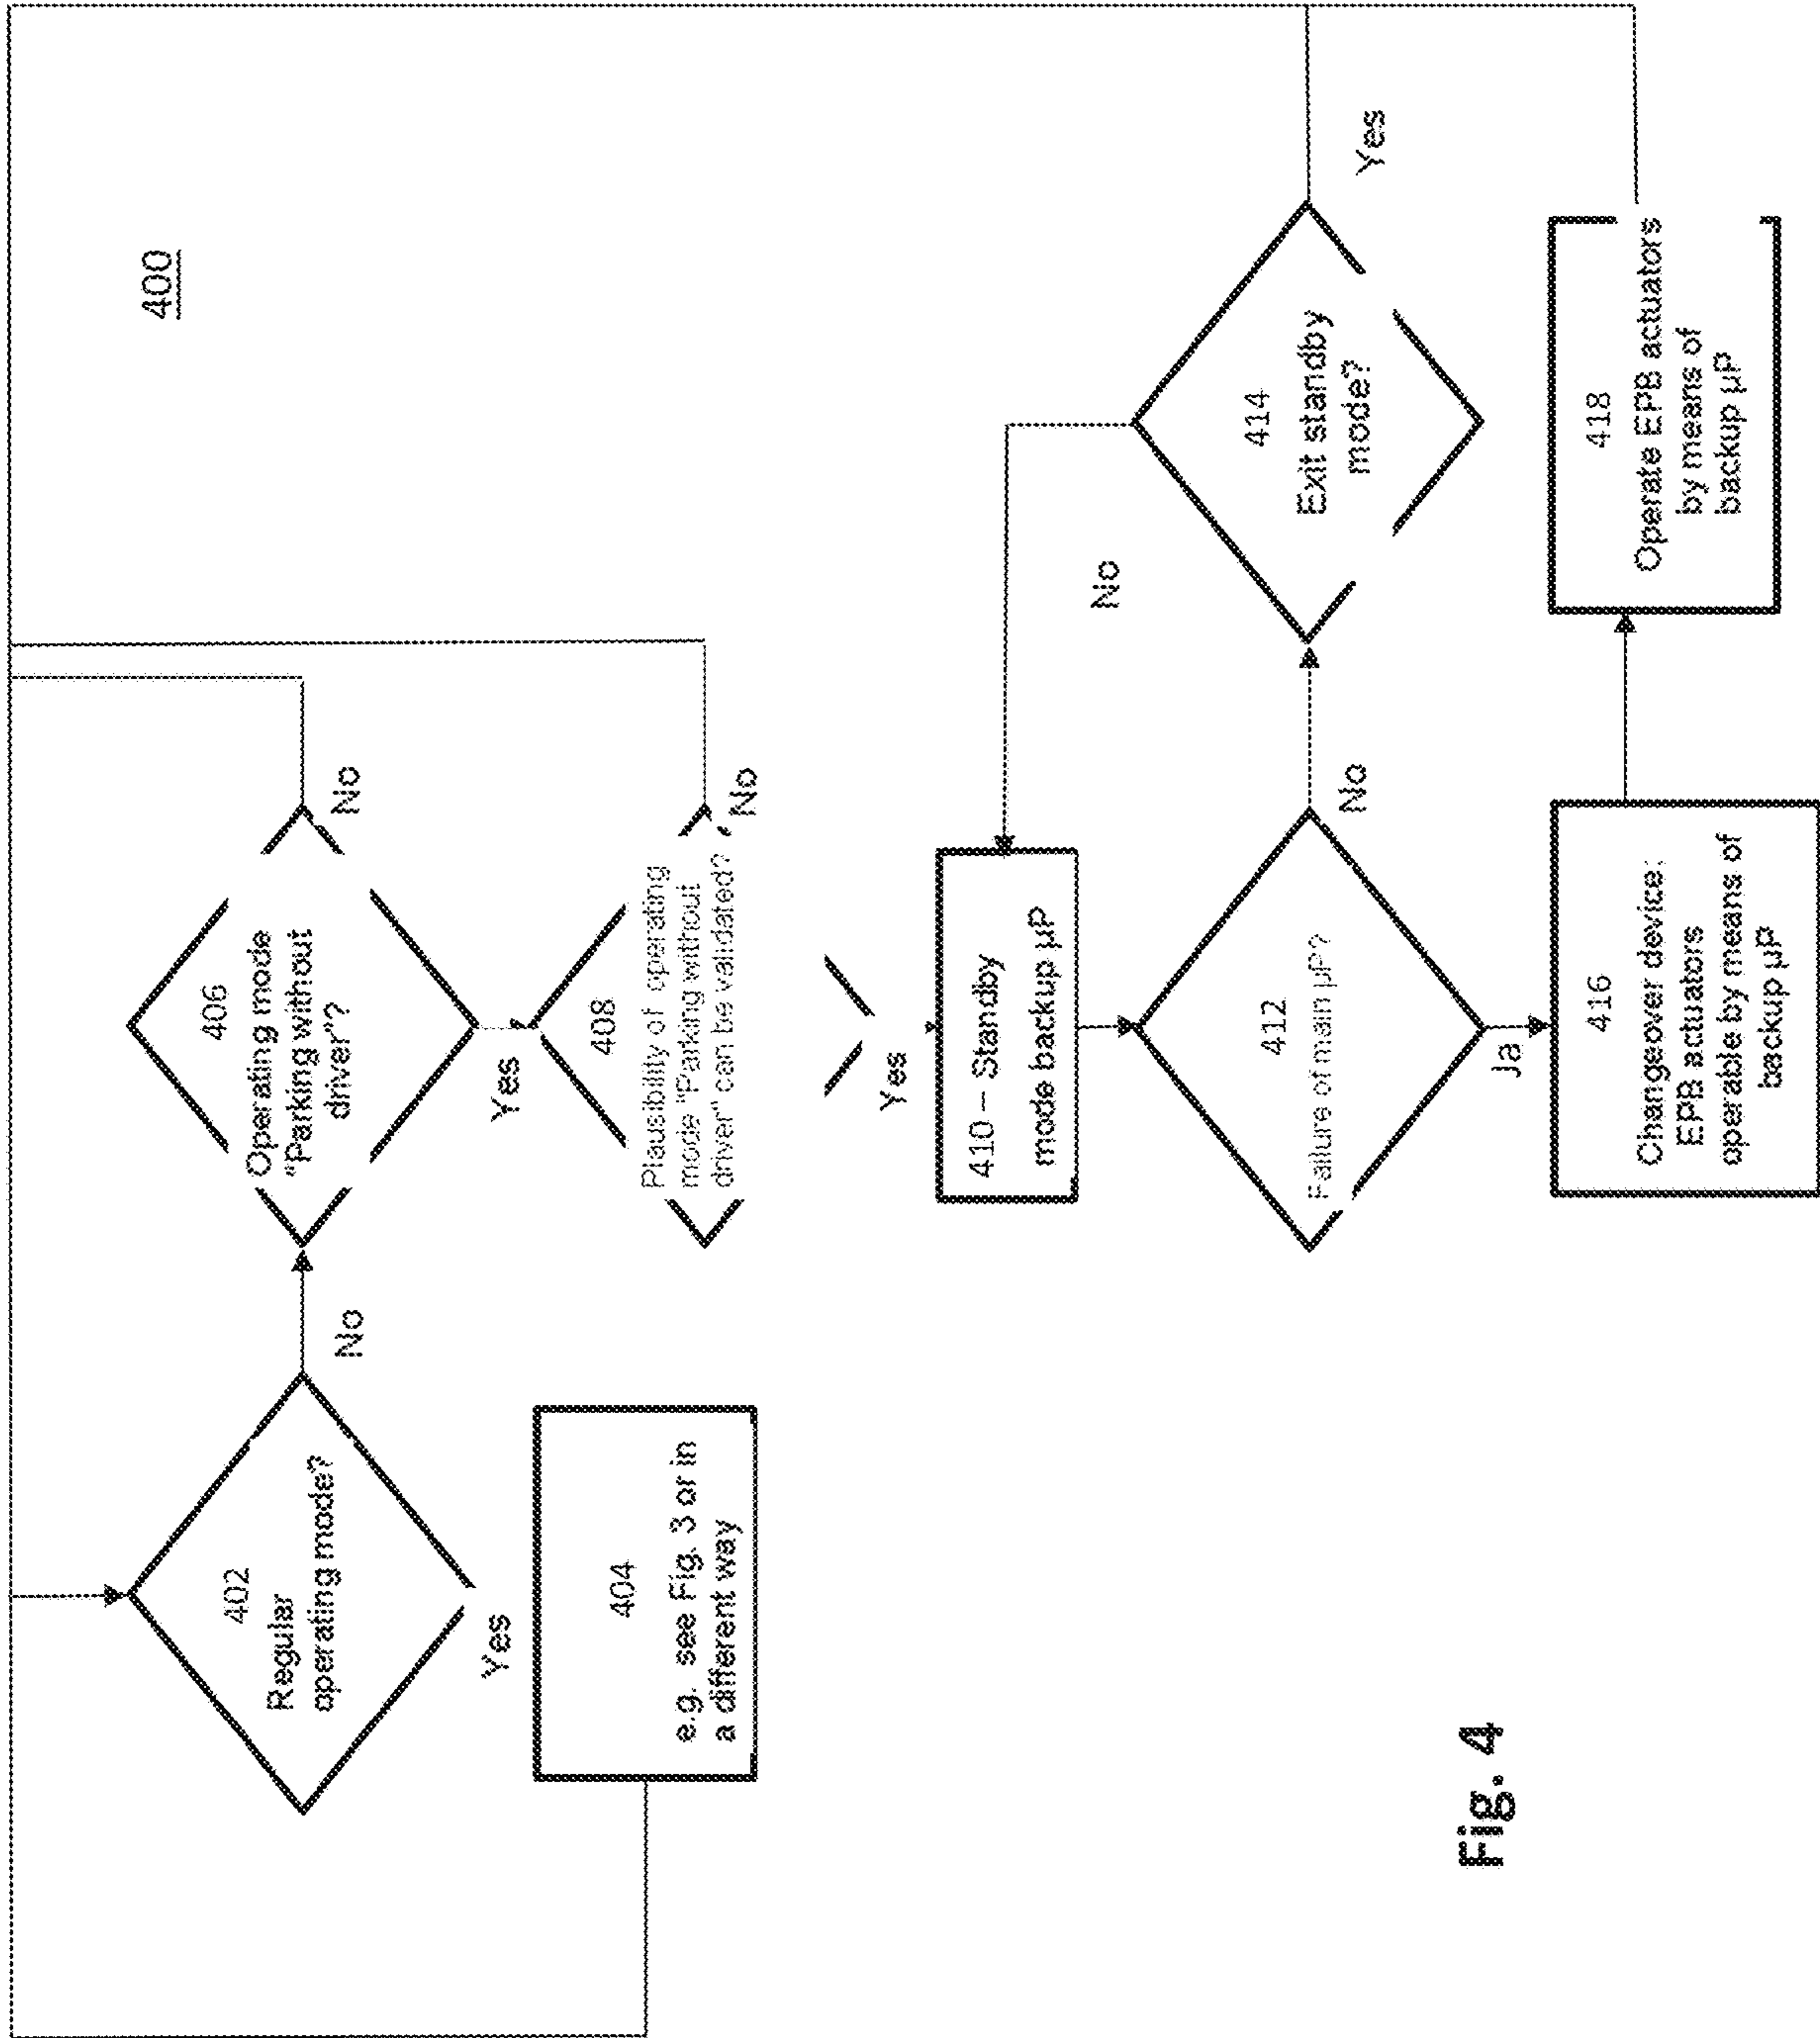 400
402
Regular
operating mode?
No
Yes
404
e.g. see Fig. 3 or in
a different way
406
Operating mode
"Parking without
driver"?
No
Yes
408
Plausibility of operating
mode "Parking without
driver" can be validated?
No
Yes
410 – Standby
mode backup µP
412
Failure of main µP?
No
Ja
414
Exit standby
mode?
No
Yes
416
Changeover device:
EPB actuators
operable by means of
backup µP
418
Operate EPB actuators
by means of
backup µP
Fig. 4